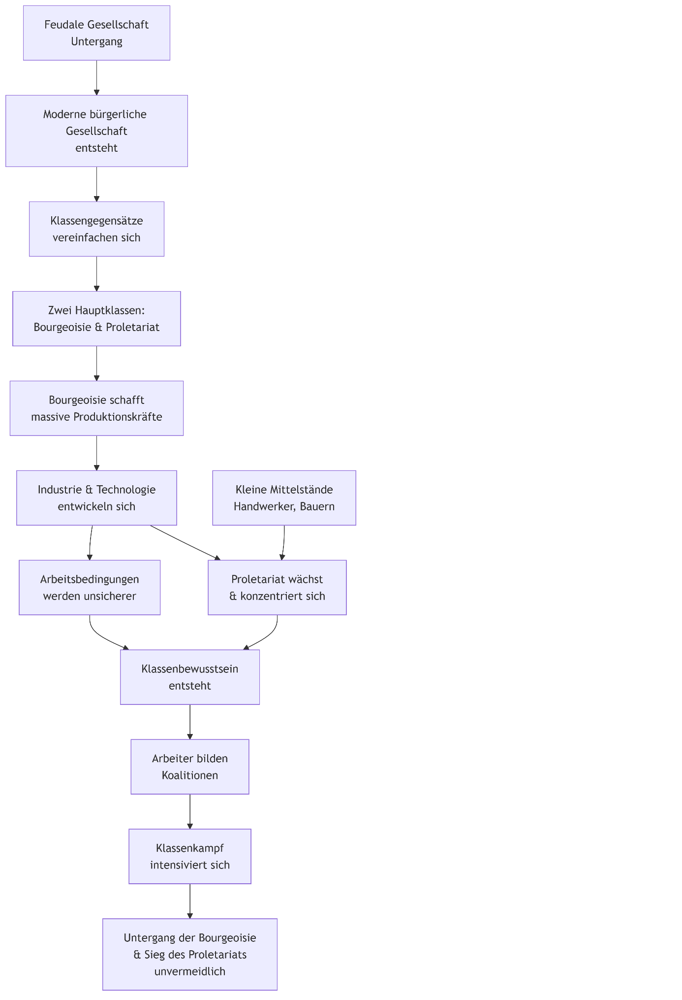 Feudale Gesellschaft
Untergang
Moderne bürgerliche
Gesellschaft
entsteht
Klassengegensätze
vereinfachen sich
Zwei Hauptklassen:
Bourgeoisie & Proletariat
Bourgeoisie schafft
massive Produktionskräfte
Industrie & Technologie
entwickeln sich
Kleine Mittelstände
Handwerker, Bauern
Arbeitsbedingungen
werden unsicherer
Proletariat wächst
& konzentriert sich
Klassenbewusstsein
entsteht
Arbeiter bilden
Koalitionen
Klassenkampf
intensiviert sich
Untergang der Bourgeoisie
& Sieg des Proletariats
unvermeidlich